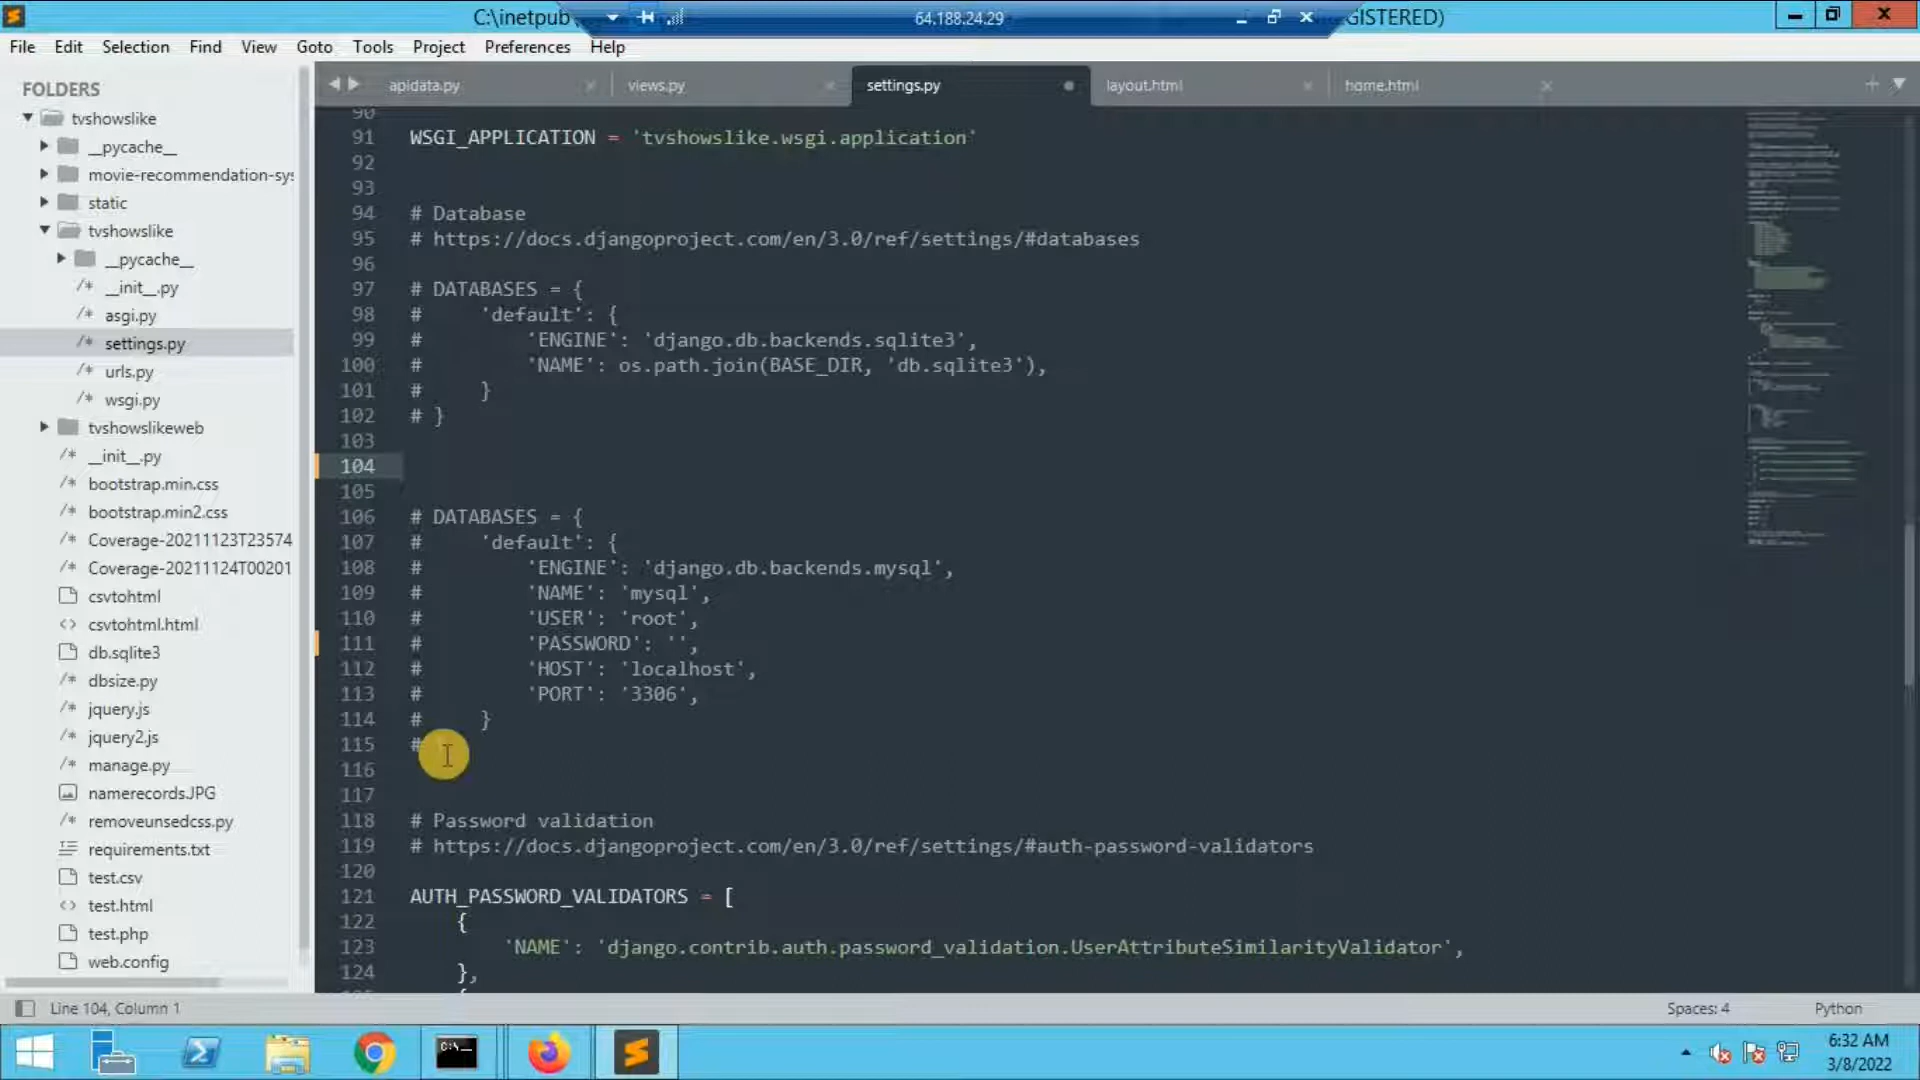 C:\inetpub
64.188.24.29
GISTERED)
File Edit Selection Find View Goto Tools Project Preferences Help
FOLDERS
tvshowslike
__pycache__
movie-recommendation-sys
static
tvshowslike
__pycache__
__init__.py
asgi.py
settings.py
urls.py
wsgi.py
tvshowslikeweb
__init__.py
bootstrap.min.css
bootstrap.min2.css
Coverage-20211123T23574
Coverage-20211124T00201
csvtohtml
csvtohtml.html
db.sqlite3
dbsize.py
jquery.js
jquery2.js
manage.py
namerecords.JPG
removeunsedcss.py
requirements.txt
test.csv
test.html
test.php
web.config
apidata.py views.py settings.py layout.html home.html
90
91 WSGI_APPLICATION = 'tvshowslike.wsgi.application'
92
93
94 # Database
95 # https://docs.djangoproject.com/en/3.0/ref/settings/#databases
96
97 # DATABASES = {
98 #     'default': {
99 #         'ENGINE': 'django.db.backends.sqlite3',
100 #         'NAME': os.path.join(BASE_DIR, 'db.sqlite3'),
101 #     }
102 # }
103
104
105
106 # DATABASES = {
107 #     'default': {
108 #         'ENGINE': 'django.db.backends.mysql',
109 #         'NAME': 'mysql',
110 #         'USER': 'root',
111 #         'PASSWORD': '',
112 #         'HOST': 'localhost',
113 #         'PORT': '3306',
114 #     }
115 #
116
117
118 # Password validation
119 # https://docs.djangoproject.com/en/3.0/ref/settings/#auth-password-validators
120
121 AUTH_PASSWORD_VALIDATORS = [
122     {
123         'NAME': 'django.contrib.auth.password_validation.UserAttributeSimilarityValidator',
124     },
Line 104, Column 1
Spaces: 4
Python
6:32 AM
3/8/2022